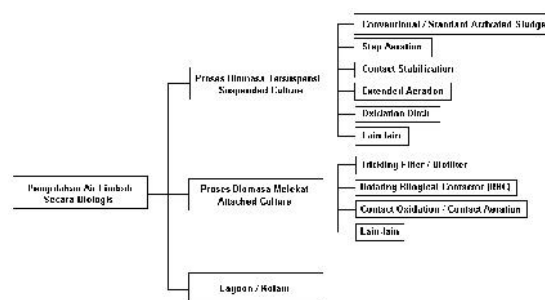 Conventional / Standard Activated Sludge
Step Aeration
Proses Biomasa Tersuspensi
Suspended Culture
Contact Stabilization
Extended Aeration
Oxidation Ditch
Lain-lain
Pengolahan Air Limbah
Secara Biologis
Proses Biomasa Melekat
Attached Culture
Trickling Filter / Biofilter
Rotating Bilogical Contactor (RBC)
Contact Oxidation / Contact Aeration
Lain-lain
Lagoon / Kolam